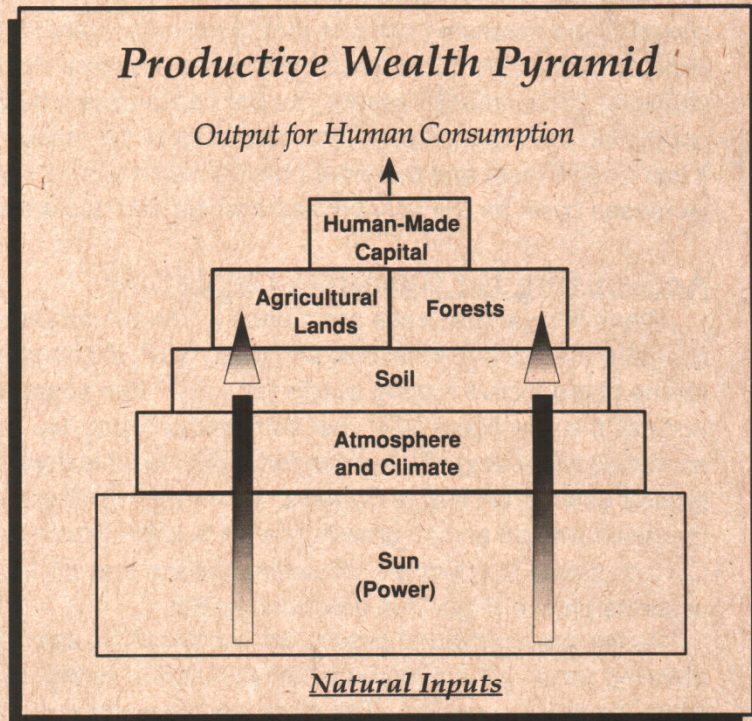 Productive Wealth Pyramid
Output for Human Consumption
Human-Made
Capital
Agricultural
Lands
Forests
Soil
Atmosphere
and Climate
Sun
(Power)
Natural Inputs